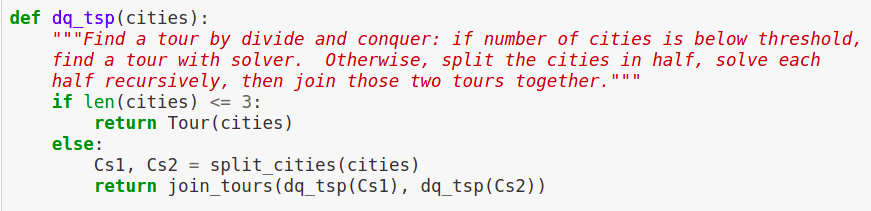 def dq_tsp(cities):
    """Find a tour by divide and conquer: if number of cities is below threshold,
    find a tour with solver.  Otherwise, split the cities in half, solve each
    half recursively, then join those two tours together."""
    if len(cities) <= 3:
        return Tour(cities)
    else:
        Cs1, Cs2 = split_cities(cities)
        return join_tours(dq_tsp(Cs1), dq_tsp(Cs2))